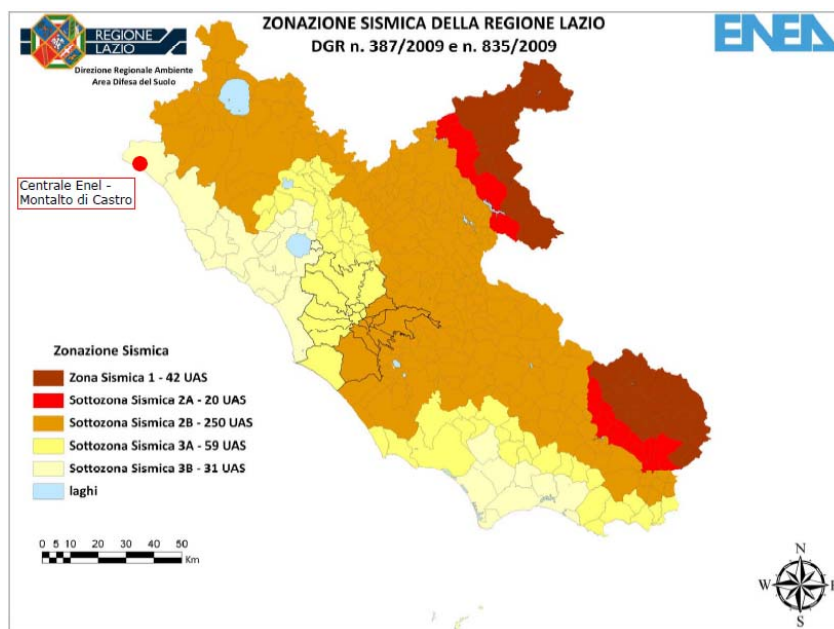 REGIONE
LAZIO
Direzione Regionale Ambiente
Area Difesa del Suolo
ZONAZIONE SISMICA DELLA REGIONE LAZIO
DGR n. 387/2009 e n. 835/2009
ENEA
Centrale Enel -
Montalto di Castro
Zonazione Sismica
Zona Sismica 1 - 42 UAS
Sottozona Sismica 2A - 20 UAS
Sottozona Sismica 2B - 250 UAS
Sottozona Sismica 3A - 59 UAS
Sottozona Sismica 3B - 31 UAS
laghi
0 5 10 20 30 40 50
Km
N
W E
S